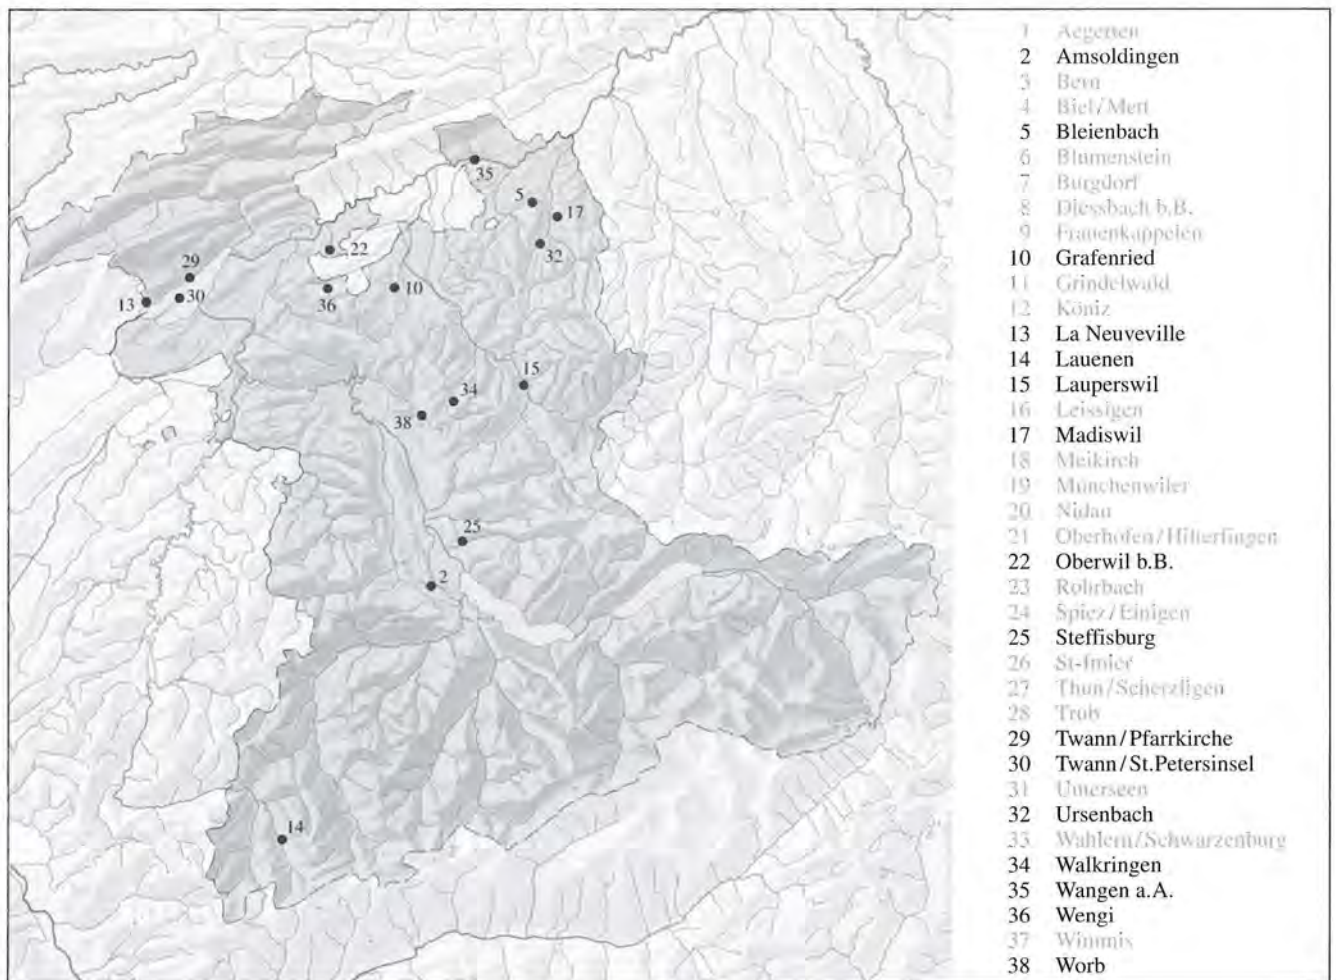 35
5
17
22
32
29
13
30
36
10
15
34
38
25
2
14
1 Aegerten
2 Amsoldingen
3 Bern
4 Biel/Mett
5 Bleienbach
6 Blumenstein
7 Burgdorf
8 Diessbach b.B.
9 Frauenkappelen
10 Grafenried
11 Grindelwald
12 Köniz
13 La Neuveville
14 Lauenen
15 Lauperswil
16 Leissigen
17 Madiswil
18 Meikirch
19 Münchenwiler
20 Nidau
21 Oberhofen/Hilterfingen
22 Oberwil b.B.
23 Rohrbach
24 Spiez/Einigen
25 Steffisburg
26 St-Imier
27 Thun/Scherzligen
28 Trub
29 Twann/Pfarrkirche
30 Twann/St.Petersinsel
31 Unterseen
32 Ursenbach
33 Wahlern/Schwarzenburg
34 Walkringen
35 Wangen a.A.
36 Wengi
37 Wimmis
38 Worb